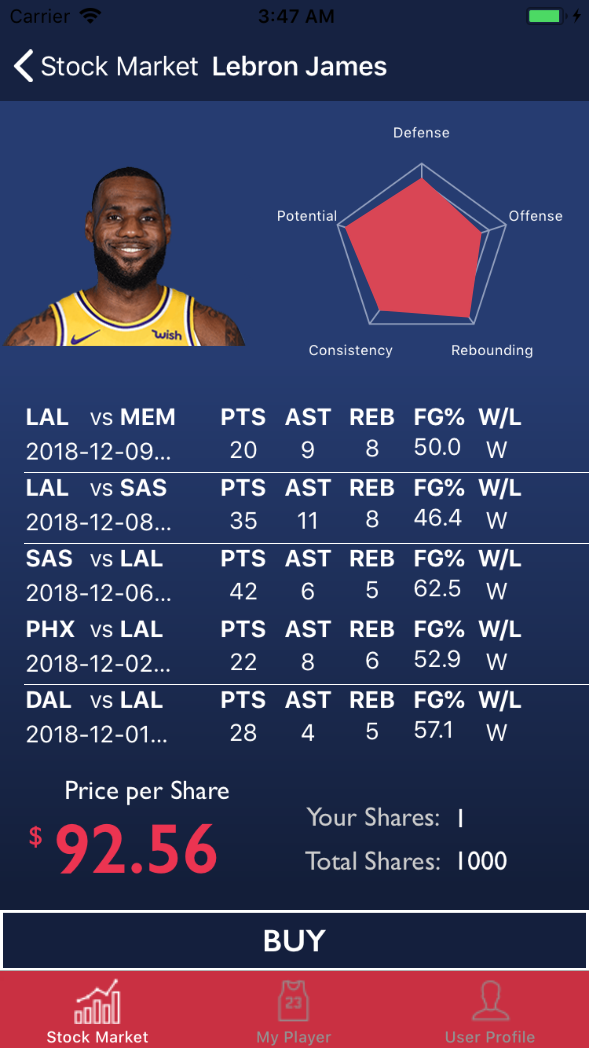 Carrier 3:47 AM
Stock Market Lebron James
Defense
Potential Offense
Consistency Rebounding
wish
LAL vs MEM PTS AST REB FG% W/L
2018-12-09... 20 9 8 50.0 W
LAL vs SAS PTS AST REB FG% W/L
2018-12-08... 35 11 8 46.4 W
SAS vs LAL PTS AST REB FG% W/L
2018-12-06... 42 6 5 62.5 W
PHX vs LAL PTS AST REB FG% W/L
2018-12-02... 22 8 6 52.9 W
DAL vs LAL PTS AST REB FG% W/L
2018-12-01... 28 4 5 57.1 W
Price per Share
$ 92.56
Your Shares: 1
Total Shares: 1000
BUY
23
Stock Market My Player User Profile